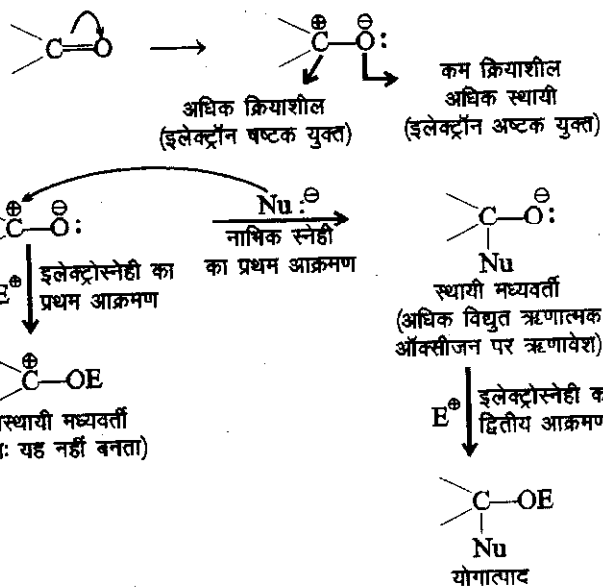 C=O
⊕ ⊖
C—O:
अधिक क्रियाशील
(इलेक्ट्रॉन षष्टक युक्त)
कम क्रियाशील
अधिक स्थायी
(इलेक्ट्रॉन अष्टक युक्त)
⊕ ⊖
C—O:
Nu:⊖
नाभिक स्नेही
का प्रथम आक्रमण
⊖
C—O:
Nu
स्थायी मध्यवर्ती
(अधिक विद्युत ऋणात्मक
ऑक्सीजन पर ऋणावेश)
E⊕
इलेक्ट्रोस्नेही का
प्रथम आक्रमण
⊕
C—OE
स्थायी मध्यवर्ती
यह नहीं बनता)
E⊕
इलेक्ट्रोस्नेही का
द्वितीय आक्रमण
C—OE
Nu
योगात्पाद